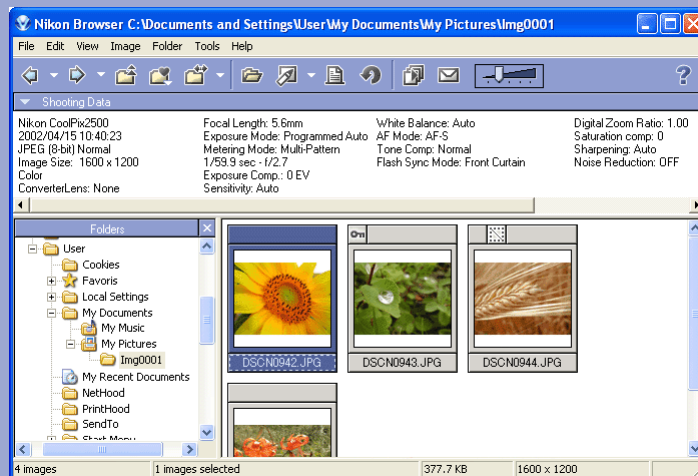 Nikon Browser C:\Documents and Settings\User\My Documents\My Pictures\Img0001
File Edit View Image Folder Tools Help
?
Shooting Data
Nikon CoolPix2500 Focal Length: 5.6mm White Balance: Auto Digital Zoom Ratio: 1.00
2002/04/15 10:40:23 Exposure Mode: Programmed Auto AF Mode: AF-S Saturation comp: 0
JPEG (8-bit) Normal Metering Mode: Multi-Pattern Tone Comp: Normal Sharpening: Auto
Image Size: 1600 x 1200 1/59.9 sec - f/2.7 Flash Sync Mode: Front Curtain Noise Reduction: OFF
Color Exposure Comp.: 0 EV
ConverterLens: None Sensitivity: Auto
Folders
User
Cookies
Favoris
Local Settings
My Documents
My Music
My Pictures
Img0001
My Recent Documents
NetHood
PrintHood
SendTo
Start Menu
DSCN0942.JPG DSCN0943.JPG DSCN0944.JPG
4 images 1 images selected 377.7 KB 1600 x 1200